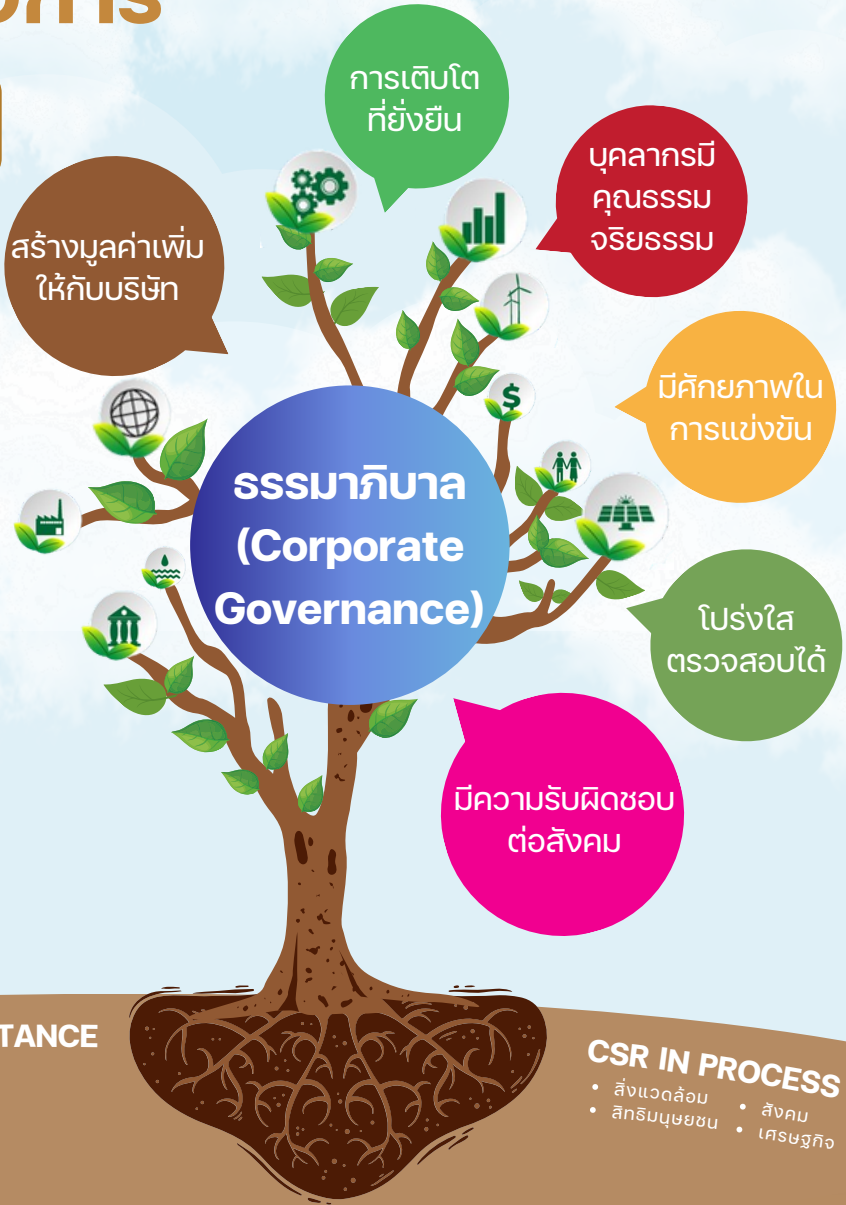 การเติบโต
ที่ยั่งยืน
บุคลากรมี
คุณธรรม
จริยธรรม
สร้างมูลค่าเพิ่ม
ให้กับบริษัท
มีศักยภาพใน
การแข่งขัน
ธรรมาภิบาล
(Corporate
Governance)
โปร่งใส
ตรวจสอบได้
มีความรับผิดชอบ
ต่อสังคม
TANCE
CSR IN PROCESS
• สิ่งแวดล้อม • สังคม
• สิทธิมนุษยชน • เศรษฐกิจ